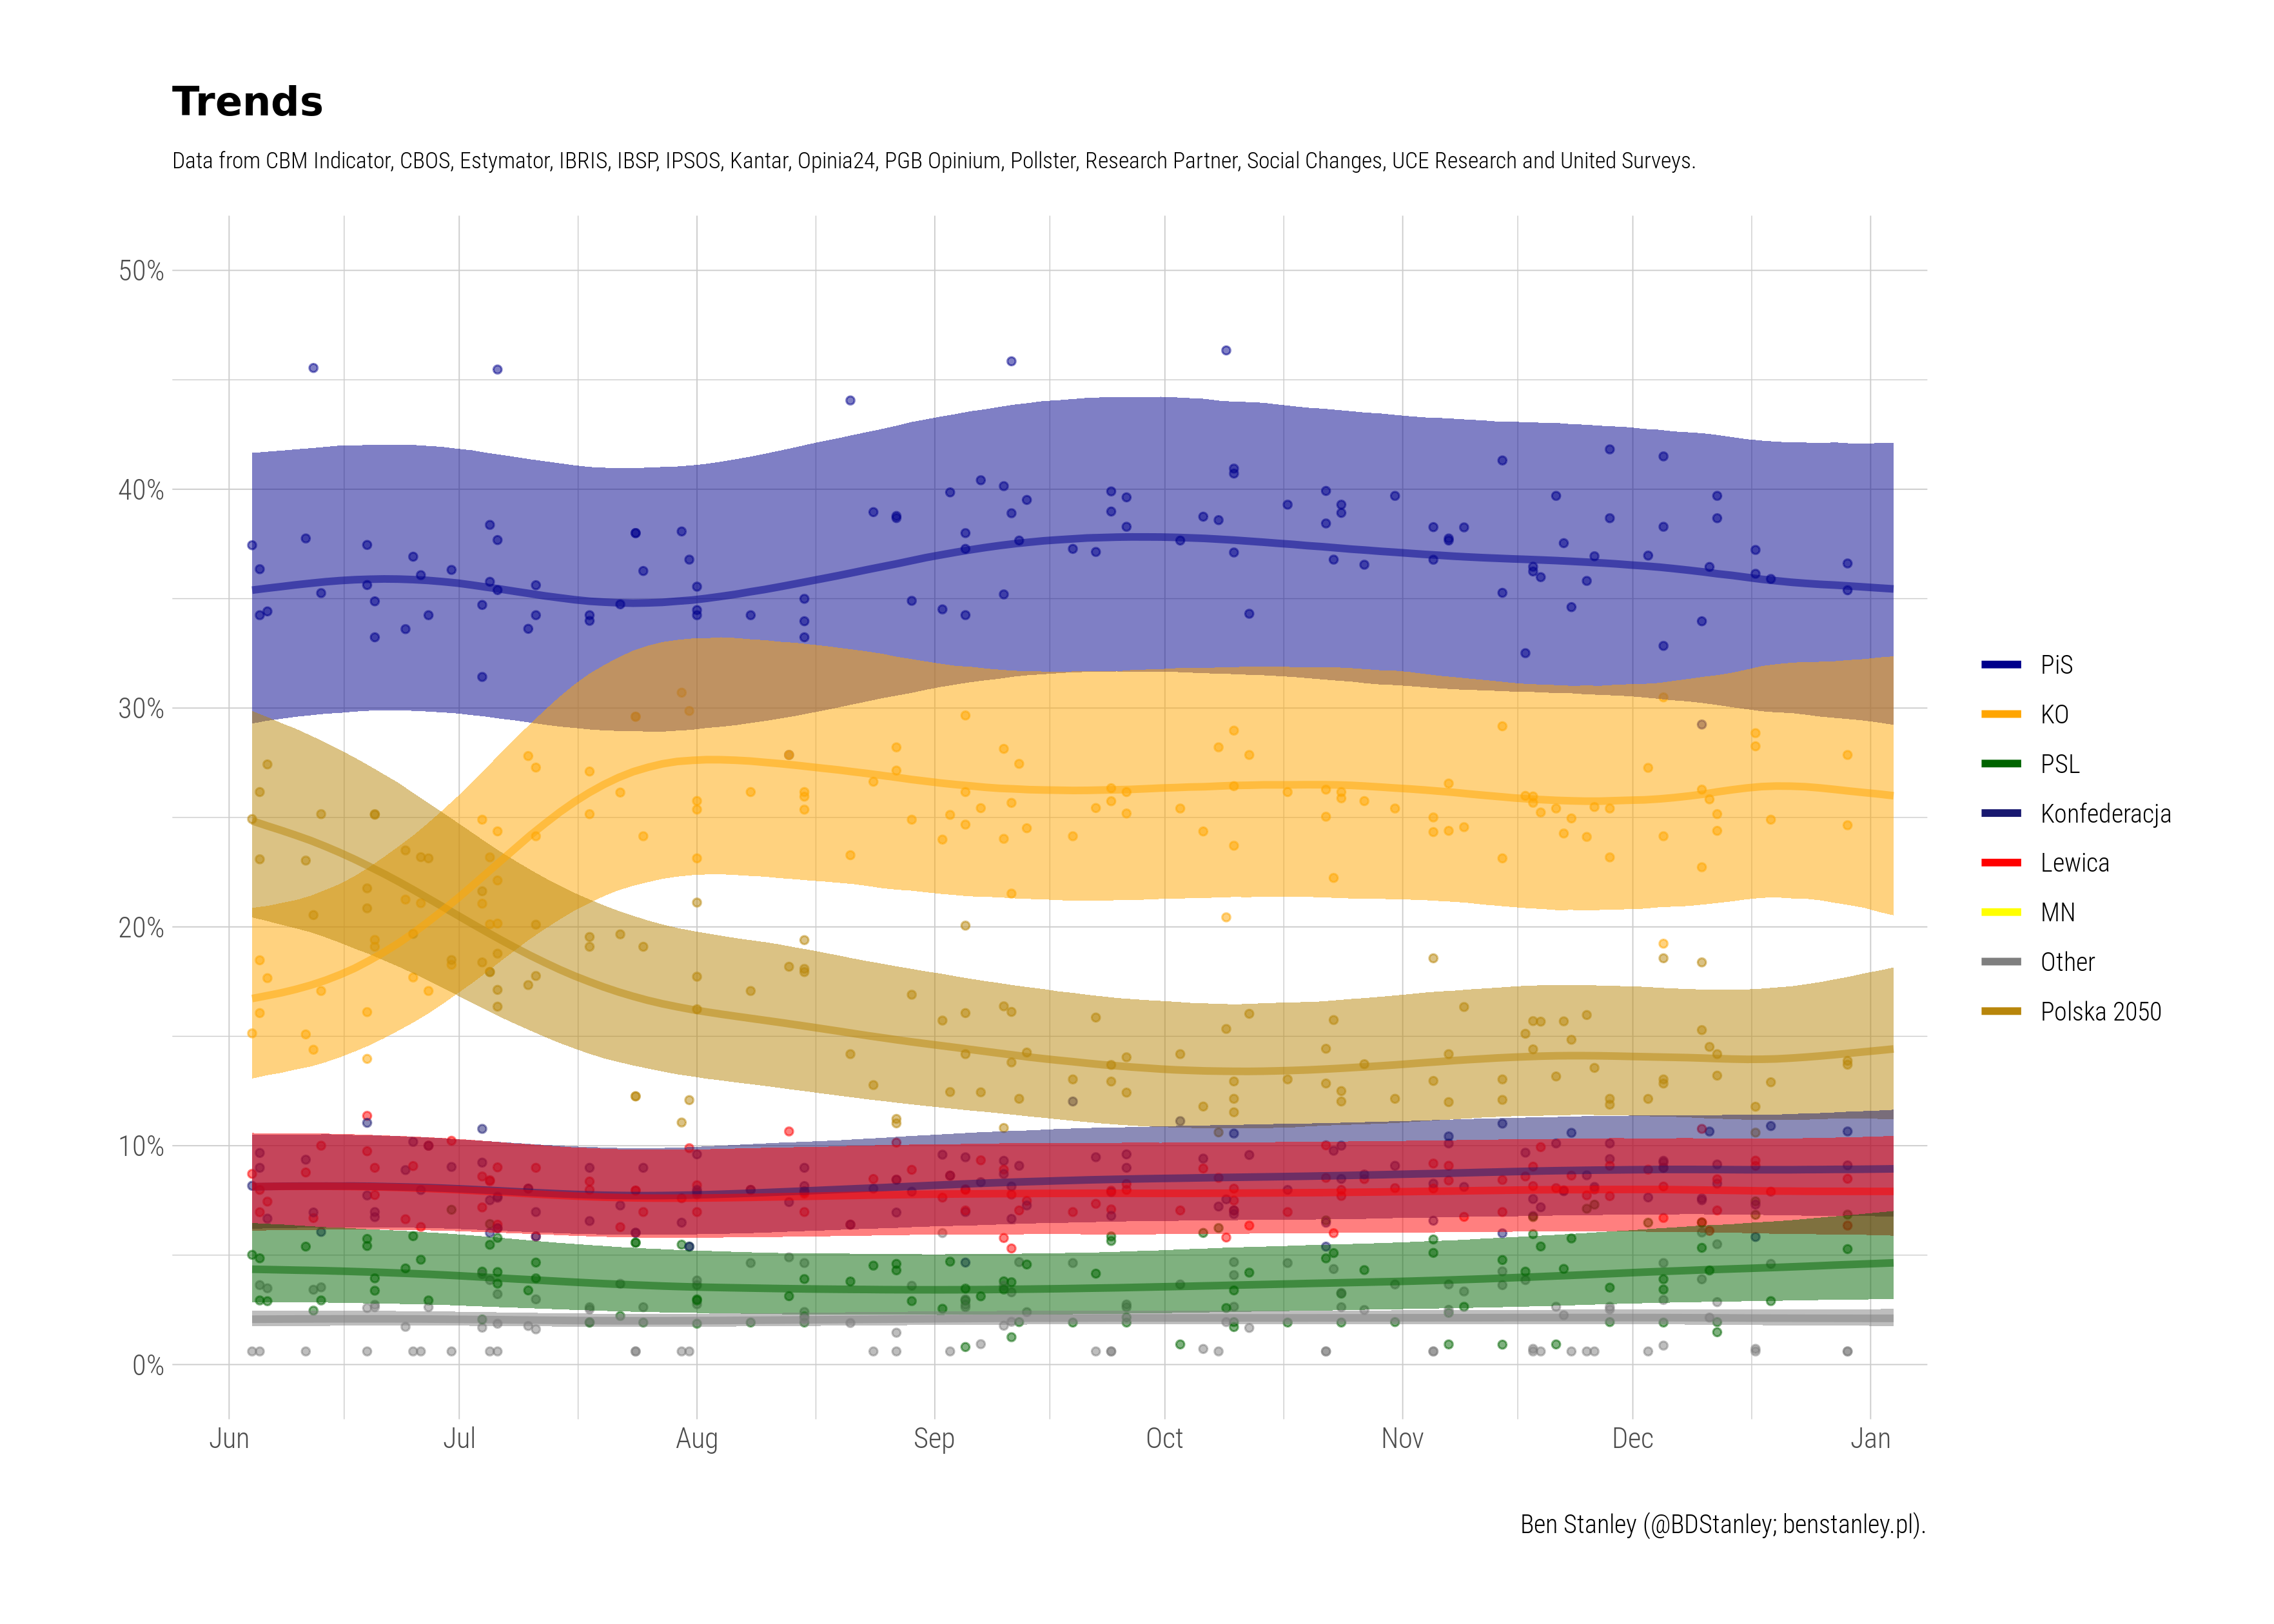 Trends
Data from CBM Indicator, CBOS, Estymator, IBRIS, IBSP, IPSOS, Kantar, Opinia24, PGB Opinium, Pollster, Research Partner, Social Changes, UCE Research and United Surveys.
50%
40%
30%
20%
10%
0%
Jun Jul Aug Sep Oct Nov Dec Jan
PiS
KO
PSL
Konfederacja
Lewica
MN
Other
Polska 2050
Ben Stanley (@BDStanley; benstanley.pl).